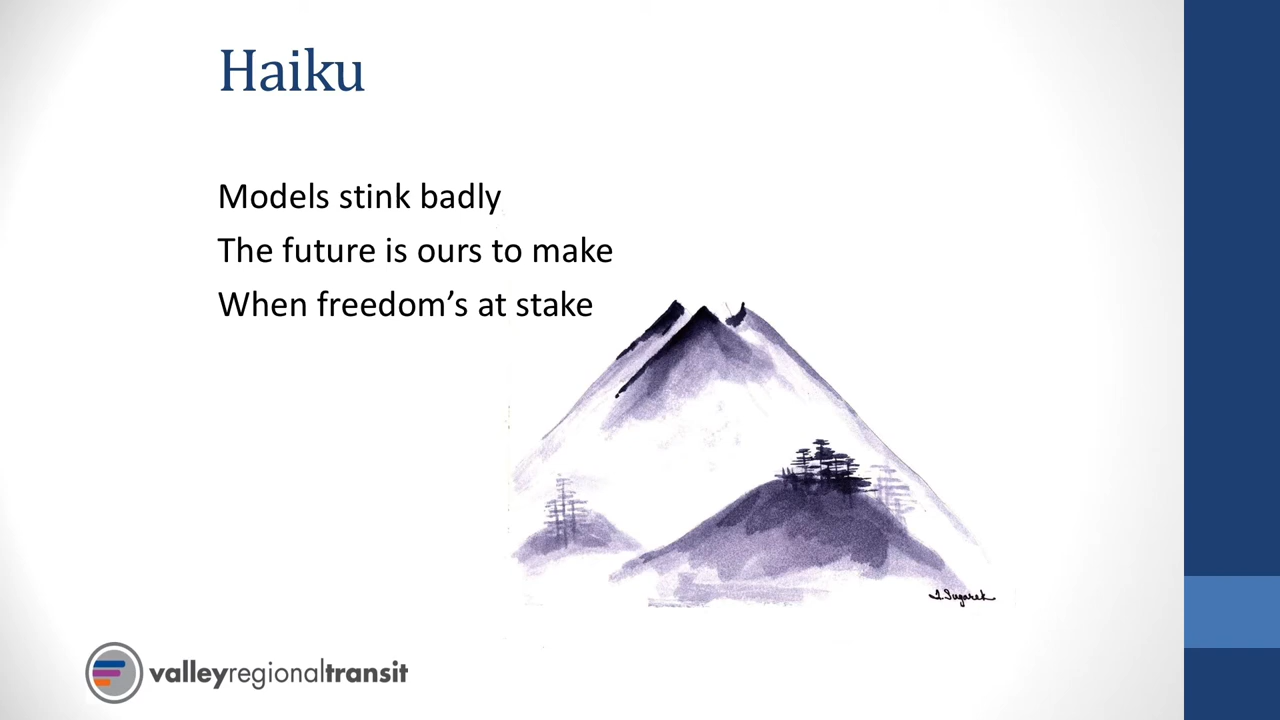 Haiku
Models stink badly
The future is ours to make
When freedom’s at stake
valleyregionaltransit